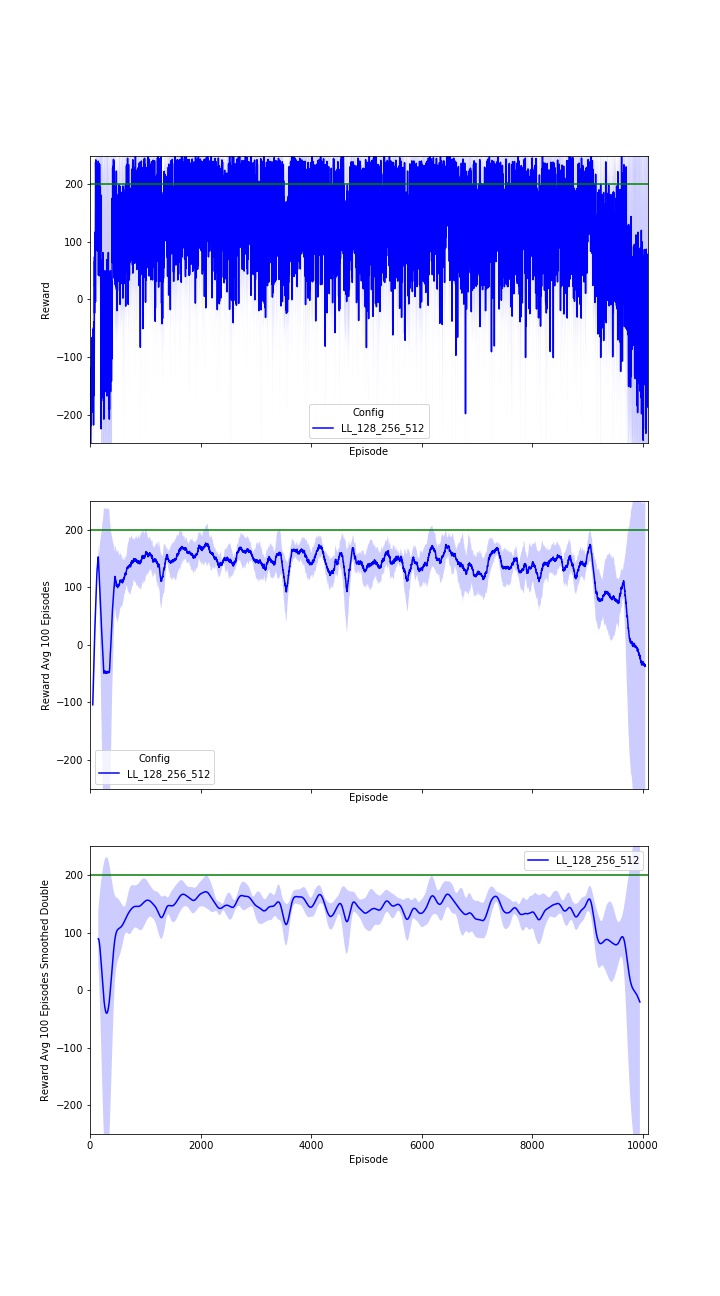 200
100
0
−100
−200
Reward
Config
LL_128_256_512
Episode
200
100
0
−100
−200
Reward Avg 100 Episodes
Config
LL_128_256_512
Episode
LL_128_256_512
200
100
0
−100
−200
Reward Avg 100 Episodes Smoothed Double
0 2000 4000 6000 8000 10000
Episode